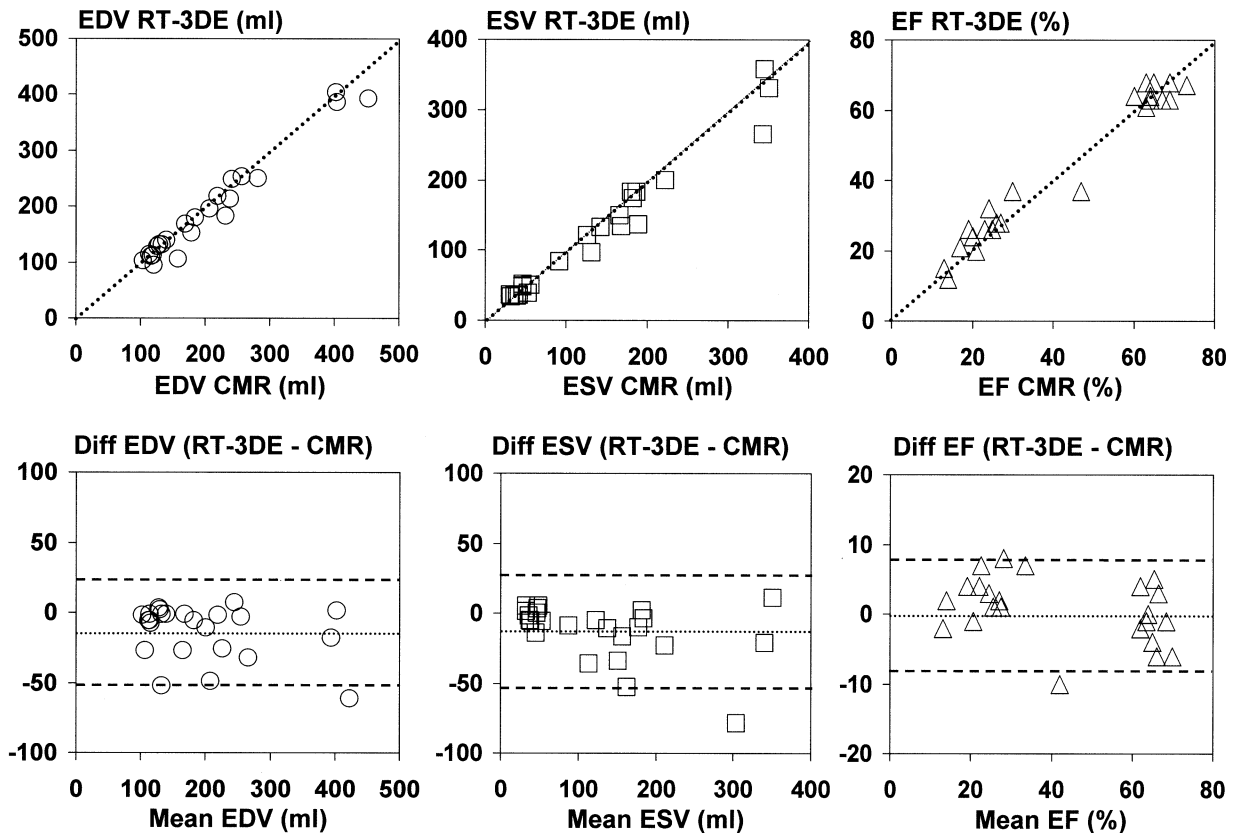 EDV RT-3DE (ml)
500
400
300
200
100
0
0 100 200 300 400 500
EDV CMR (ml)
ESV RT-3DE (ml)
400
300
200
100
0
0 100 200 300 400
ESV CMR (ml)
EF RT-3DE (%)
80
60
40
20
0
0 20 40 60 80
EF CMR (%)
Diff EDV (RT-3DE - CMR)
100
50
0
-50
-100
0 100 200 300 400 500
Mean EDV (ml)
Diff ESV (RT-3DE - CMR)
100
50
0
-50
-100
0 100 200 300 400
Mean ESV (ml)
Diff EF (RT-3DE - CMR)
20
10
0
-10
-20
0 20 40 60 80
Mean EF (%)